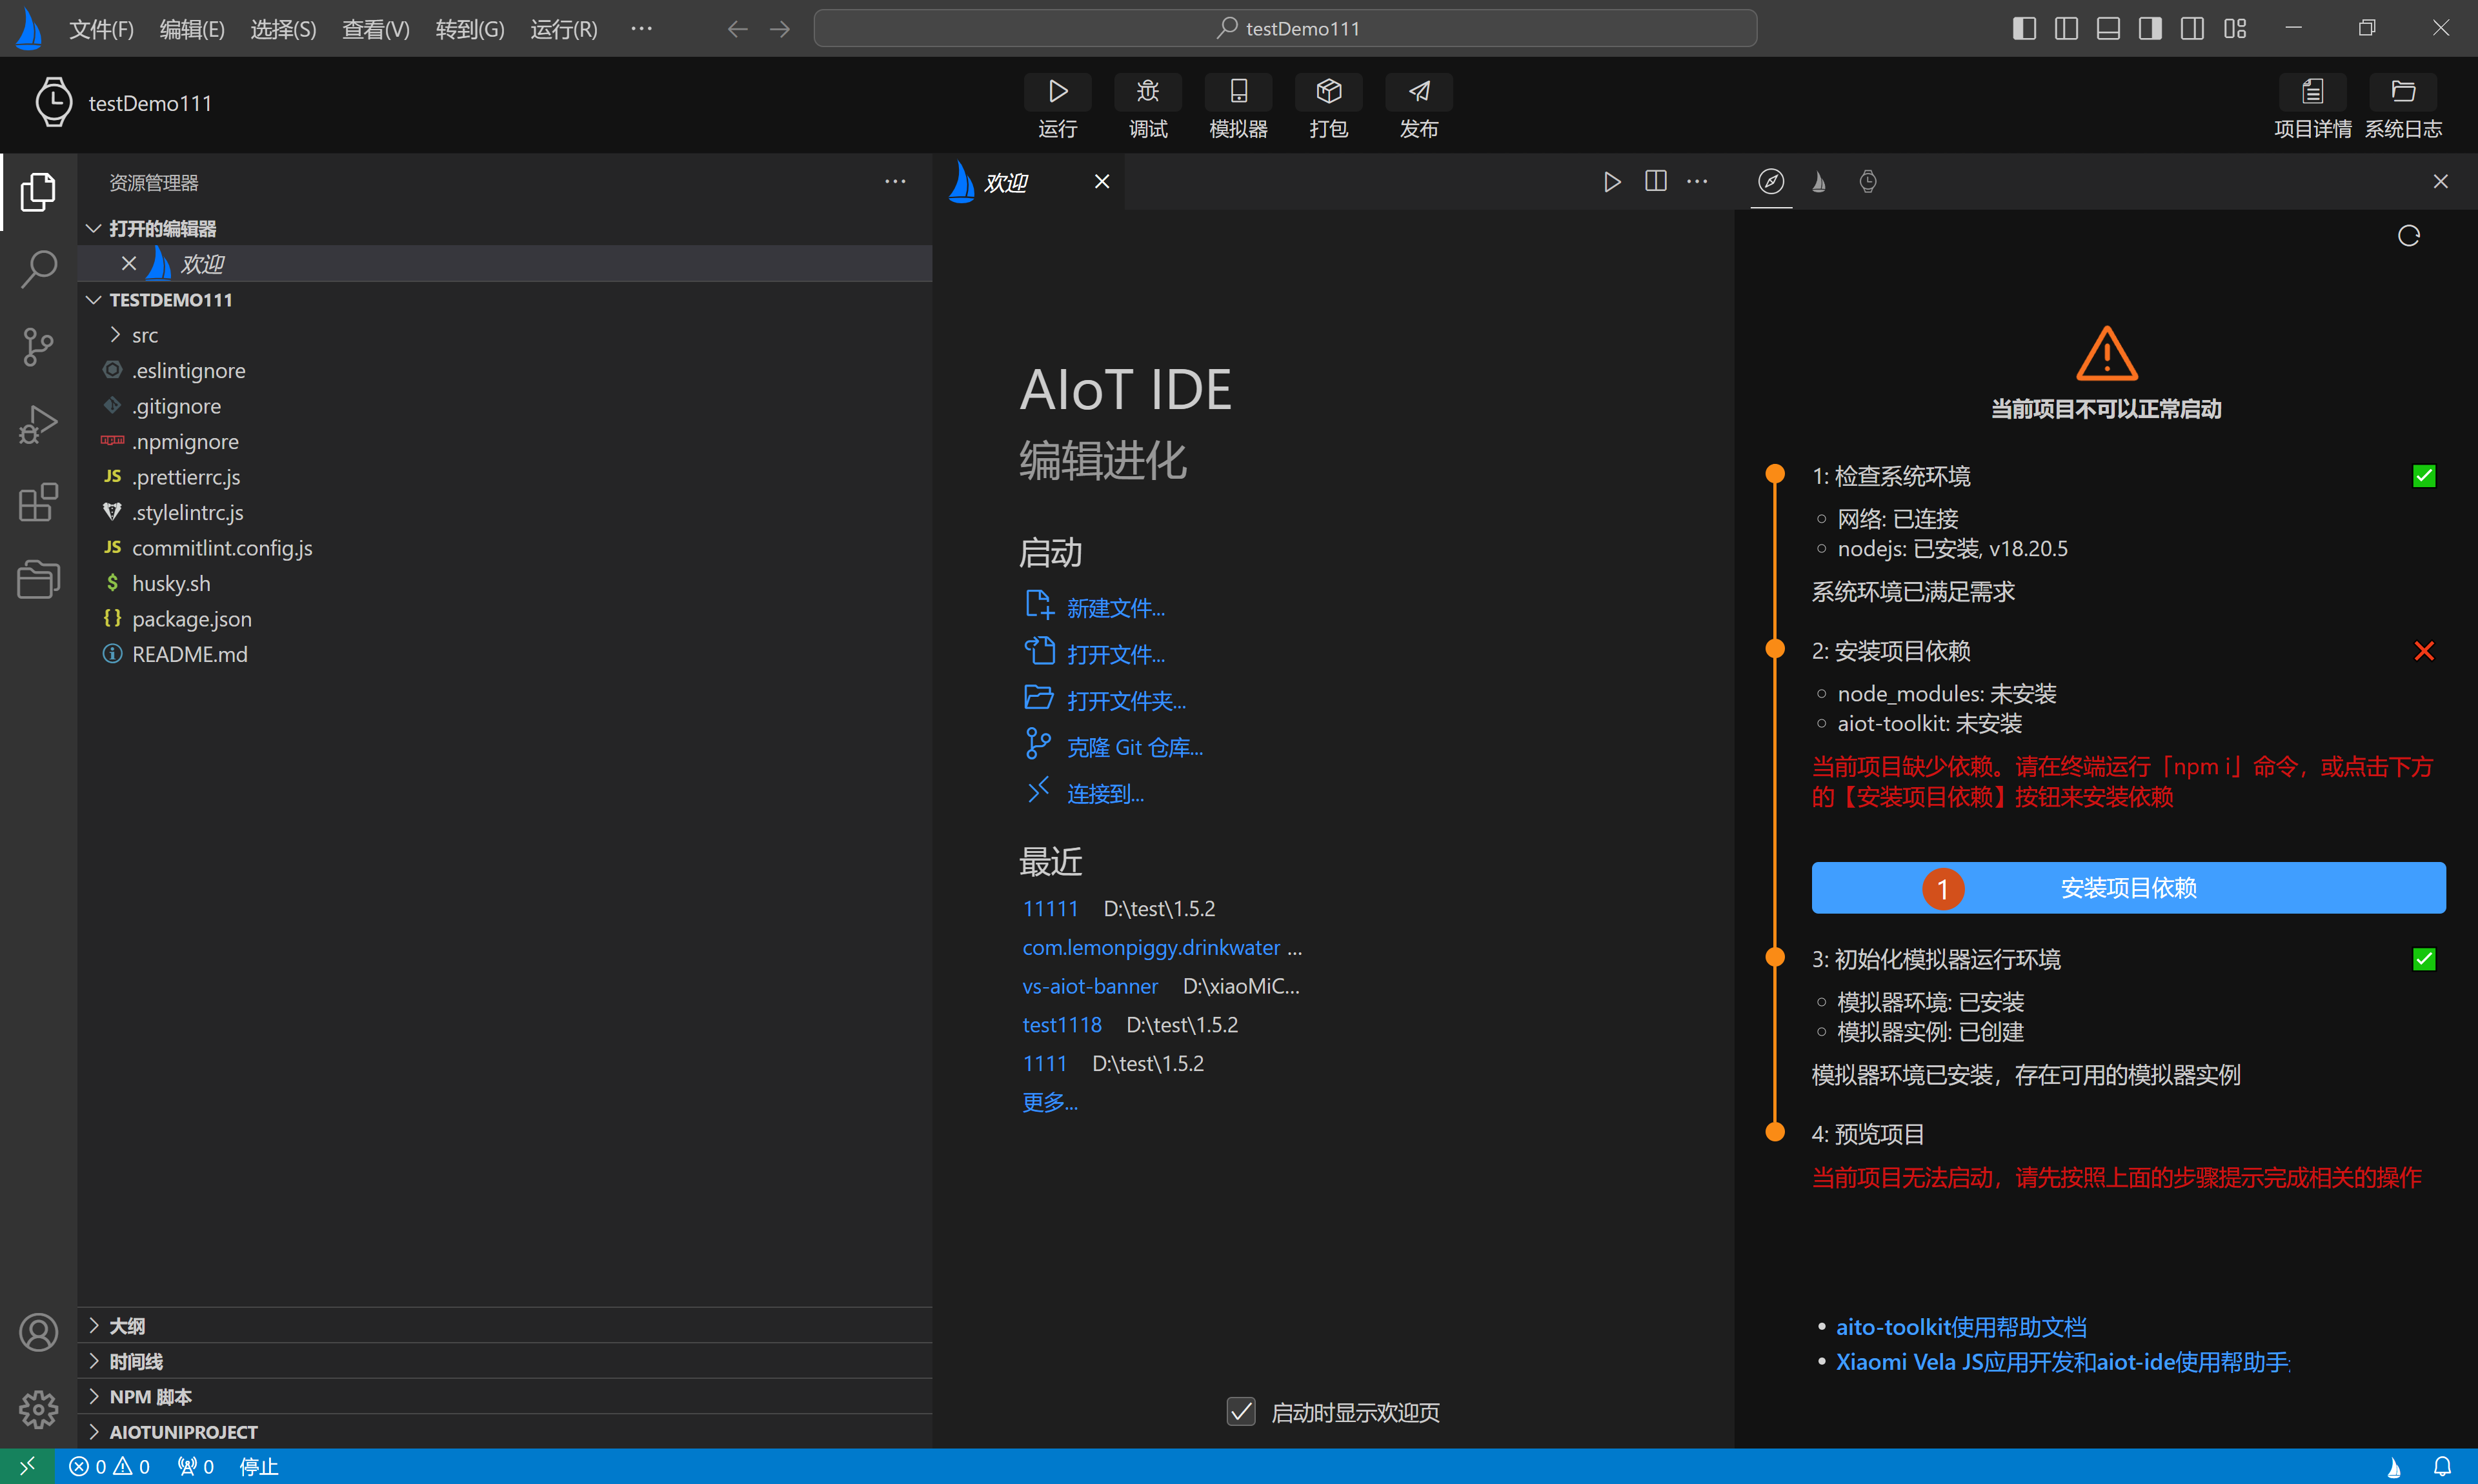 文件(F) 编辑(E) 选择(S) 查看(V) 转到(G) 运行(R) ··· testDemo111
testDemo111
运行 调试 模拟器 打包 发布
项目详情 系统日志
资源管理器
打开的编辑器
欢迎
TESTDEMO111
src
.eslintignore
.gitignore
.npmignore
JS .prettierrc.js
.stylelintrc.js
JS commitlint.config.js
$ husky.sh
{} package.json
README.md
大纲
时间线
NPM 脚本
AIOTUNIPROJECT
欢迎
AIoT IDE
编辑进化
启动
新建文件...
打开文件...
打开文件夹...
克隆 Git 仓库...
连接到...
最近
11111 D:\test\1.5.2
com.lemonpiggy.drinkwater ...
vs-aiot-banner D:\xiaoMiC...
test1118 D:\test\1.5.2
1111 D:\test\1.5.2
更多...
启动时显示欢迎页
当前项目不可以正常启动
1: 检查系统环境
网络: 已连接
nodejs: 已安装, v18.20.5
系统环境已满足需求
2: 安装项目依赖
node_modules: 未安装
aiot-toolkit: 未安装
当前项目缺少依赖。请在终端运行「npm i」命令，或点击下方
的【安装项目依赖】按钮来安装依赖
1 安装项目依赖
3: 初始化模拟器运行环境
模拟器环境: 已安装
模拟器实例: 已创建
模拟器环境已安装，存在可用的模拟器实例
4: 预览项目
当前项目无法启动，请先按照上面的步骤提示完成相关的操作
aito-toolkit使用帮助文档
Xiaomi Vela JS应用开发和aiot-ide使用帮助手
0 0 0 停止